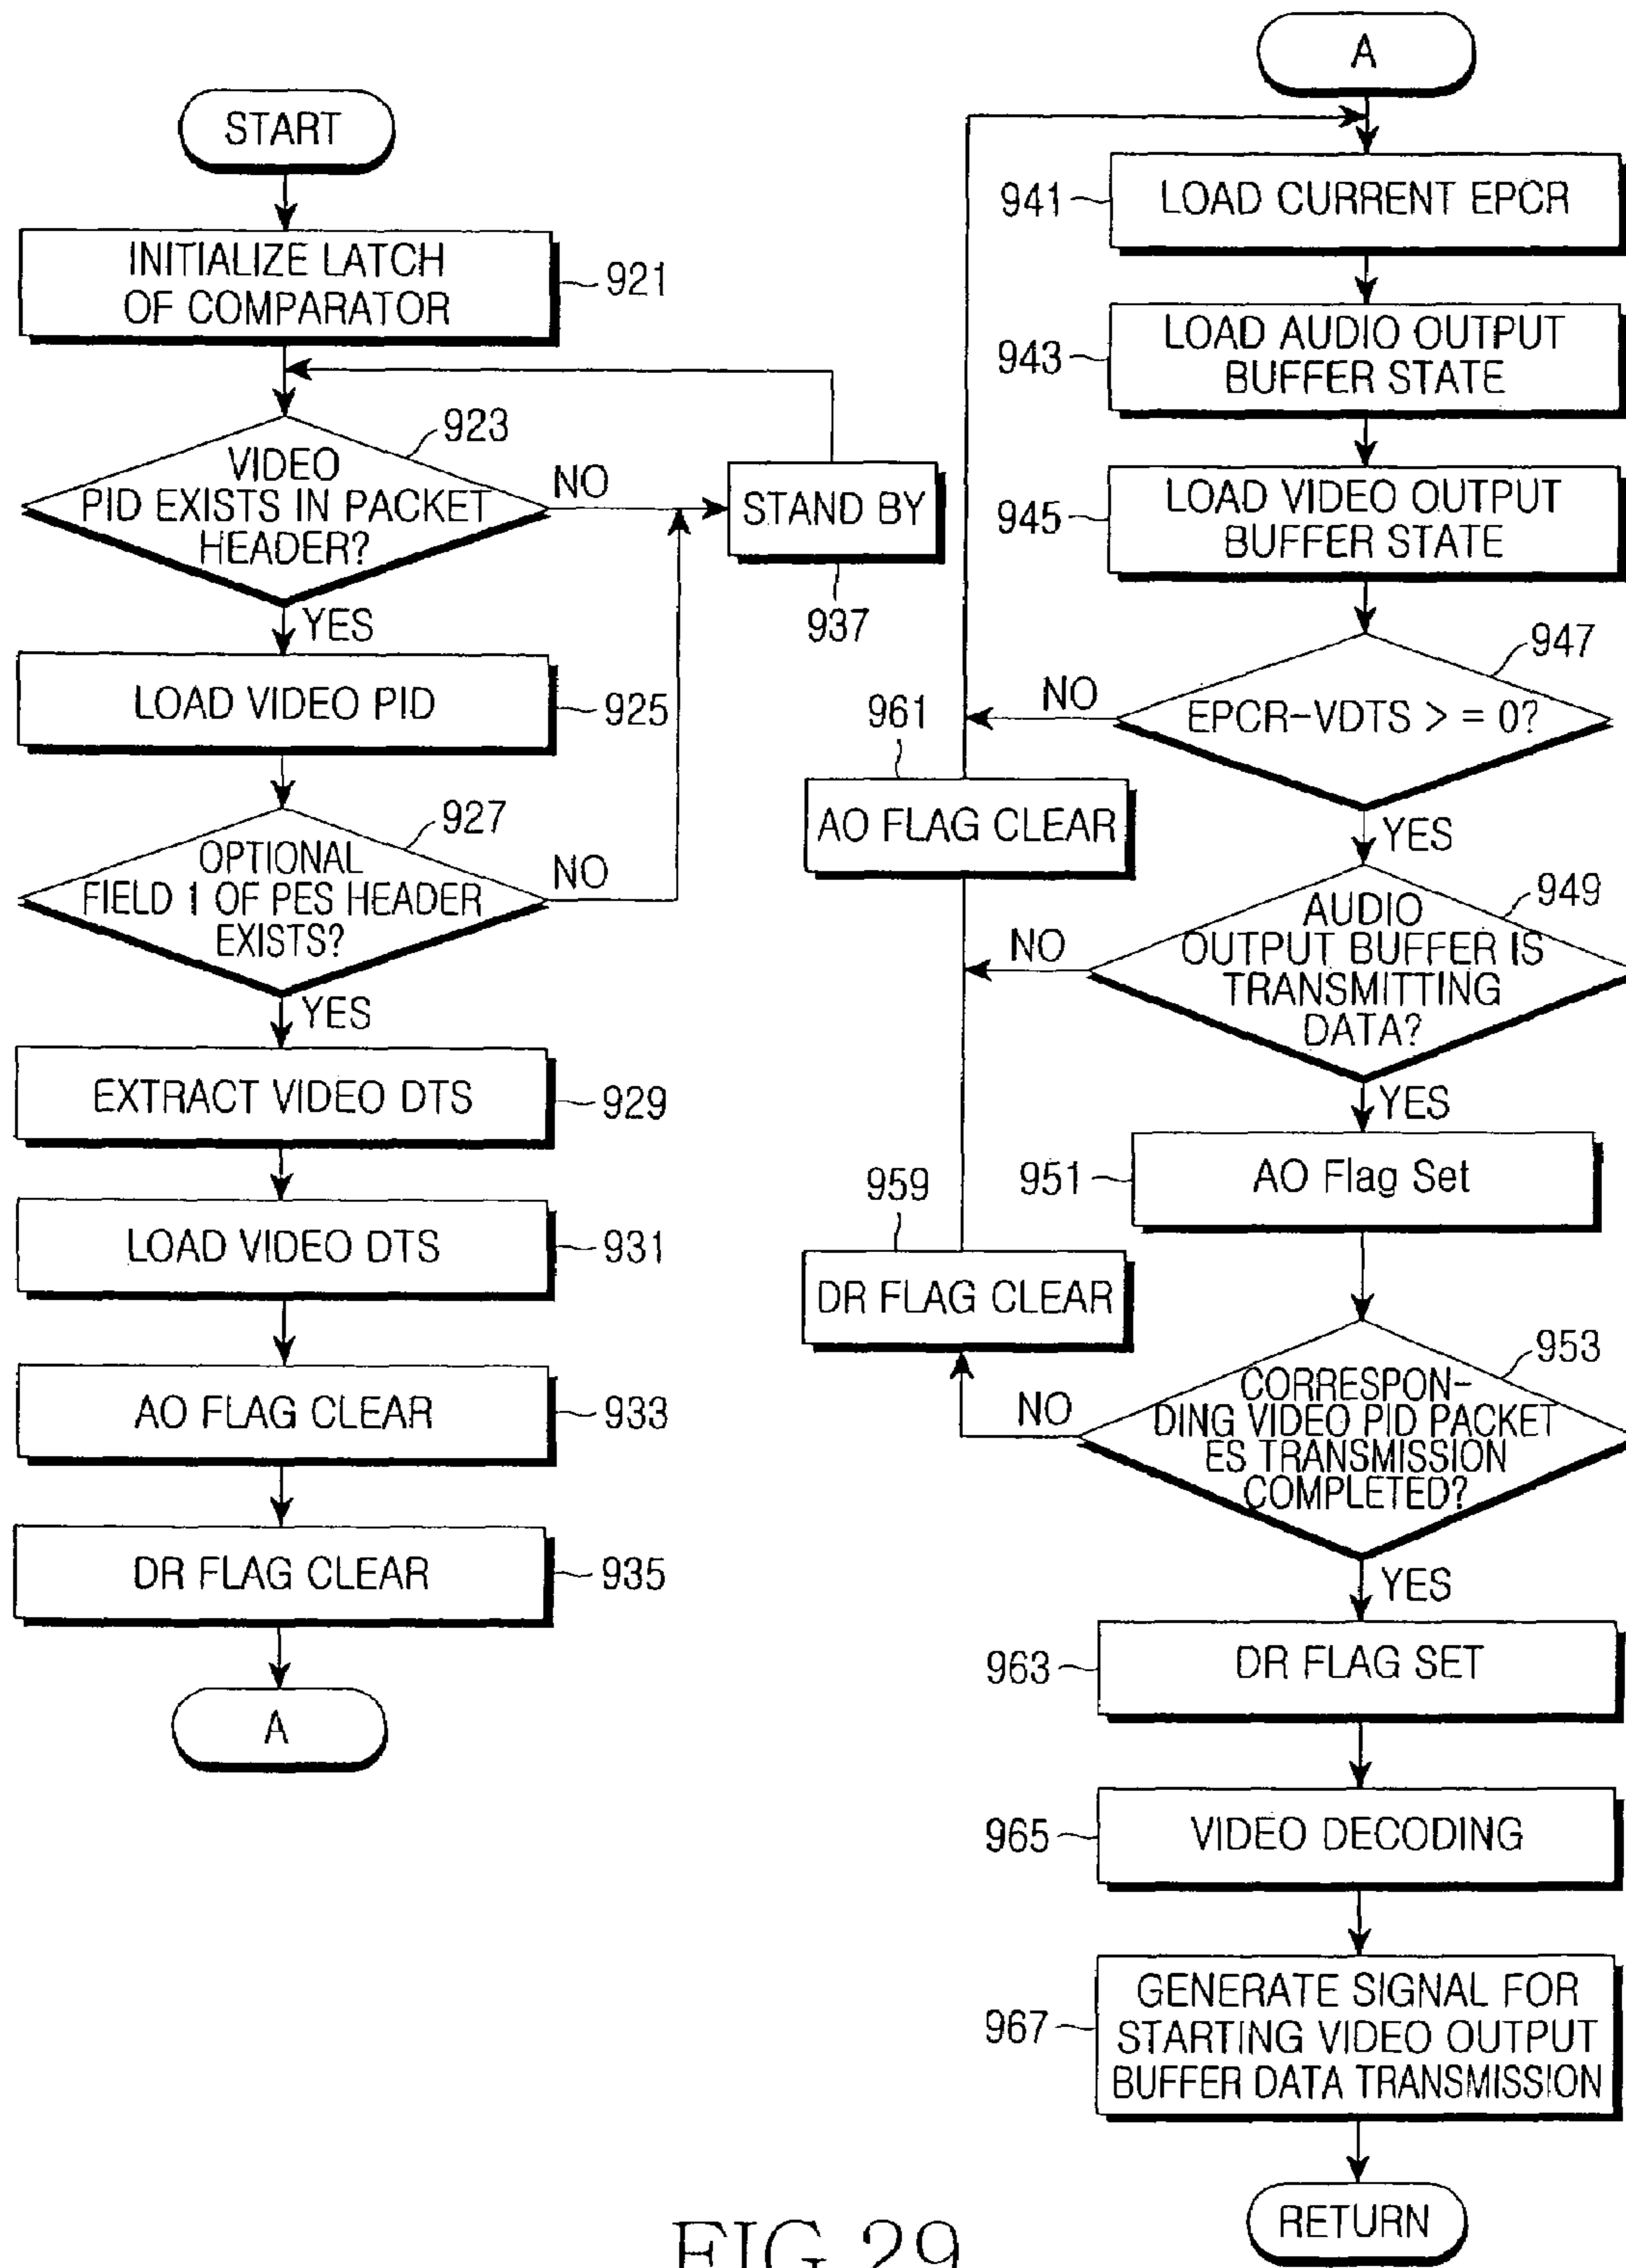 START
INITIALIZE LATCH
OF COMPARATOR
921
923
VIDEO
PID EXISTS IN PACKET
HEADER?
NO
STAND BY
937
YES
LOAD VIDEO PID
925
927
OPTIONAL
FIELD 1 OF PES HEADER
EXISTS?
NO
YES
EXTRACT VIDEO DTS
929
LOAD VIDEO DTS
931
AO FLAG CLEAR
933
DR FLAG CLEAR
935
A
A
941
LOAD CURRENT EPCR
943
LOAD AUDIO OUTPUT
BUFFER STATE
945
LOAD VIDEO OUTPUT
BUFFER STATE
947
EPCR-VDTS > = 0?
NO
961
AO FLAG CLEAR
YES
949
AUDIO
OUTPUT BUFFER IS
TRANSMITTING
DATA?
NO
YES
951
AO Flag Set
959
DR FLAG CLEAR
953
CORRESPON-
DING VIDEO PID PACKET
ES TRANSMISSION
COMPLETED?
NO
YES
963
DR FLAG SET
965
VIDEO DECODING
967
GENERATE SIGNAL FOR
STARTING VIDEO OUTPUT
BUFFER DATA TRANSMISSION
RETURN
FIG.29